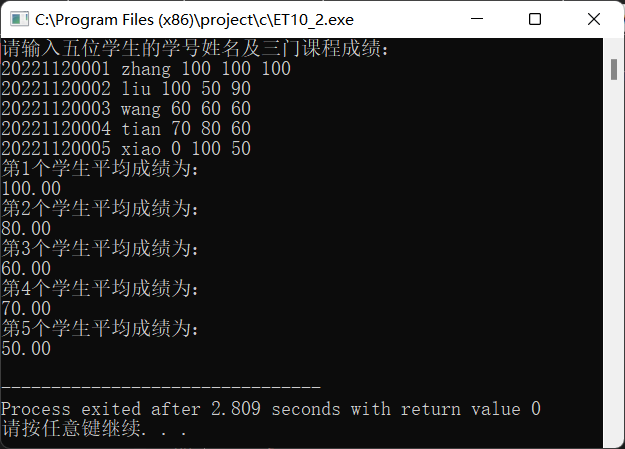 C:\Program Files (x86)\project\c\ET10_2.exe
请输入五位学生的学号姓名及三门课程成绩：
20221120001 zhang 100 100 100
20221120002 liu 100 50 90
20221120003 wang 60 60 60
20221120004 tian 70 80 60
20221120005 xiao 0 100 50
第1个学生平均成绩为：
100.00
第2个学生平均成绩为：
80.00
第3个学生平均成绩为：
60.00
第4个学生平均成绩为：
70.00
第5个学生平均成绩为：
50.00
--------------------------------
Process exited after 2.809 seconds with return value 0
请按任意键继续. . .